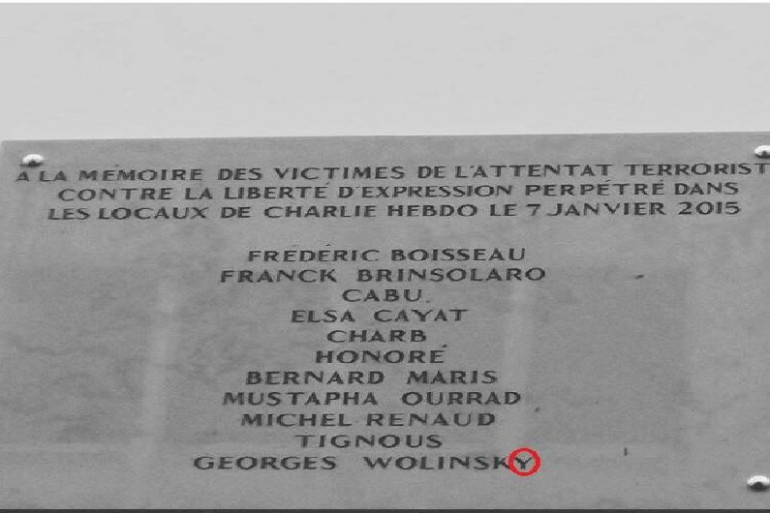 A LA MÉMOIRE DES VICTIMES DE L'ATTENTAT TERRORIST
CONTRE LA LIBERTÉ D'EXPRESSION PERPÉTRÉ DANS
LES LOCAUX DE CHARLIE HEBDO LE 7 JANVIER 2015
FRÉDÉRIC BOISSEAU
FRANCK BRINSOLARO
CABU
ELSA CAYAT
CHARB
HONORÉ
BERNARD MARIS
MUSTAPHA OURRAD
MICHEL RENAUD
TIGNOUS
GEORGES WOLINSKY